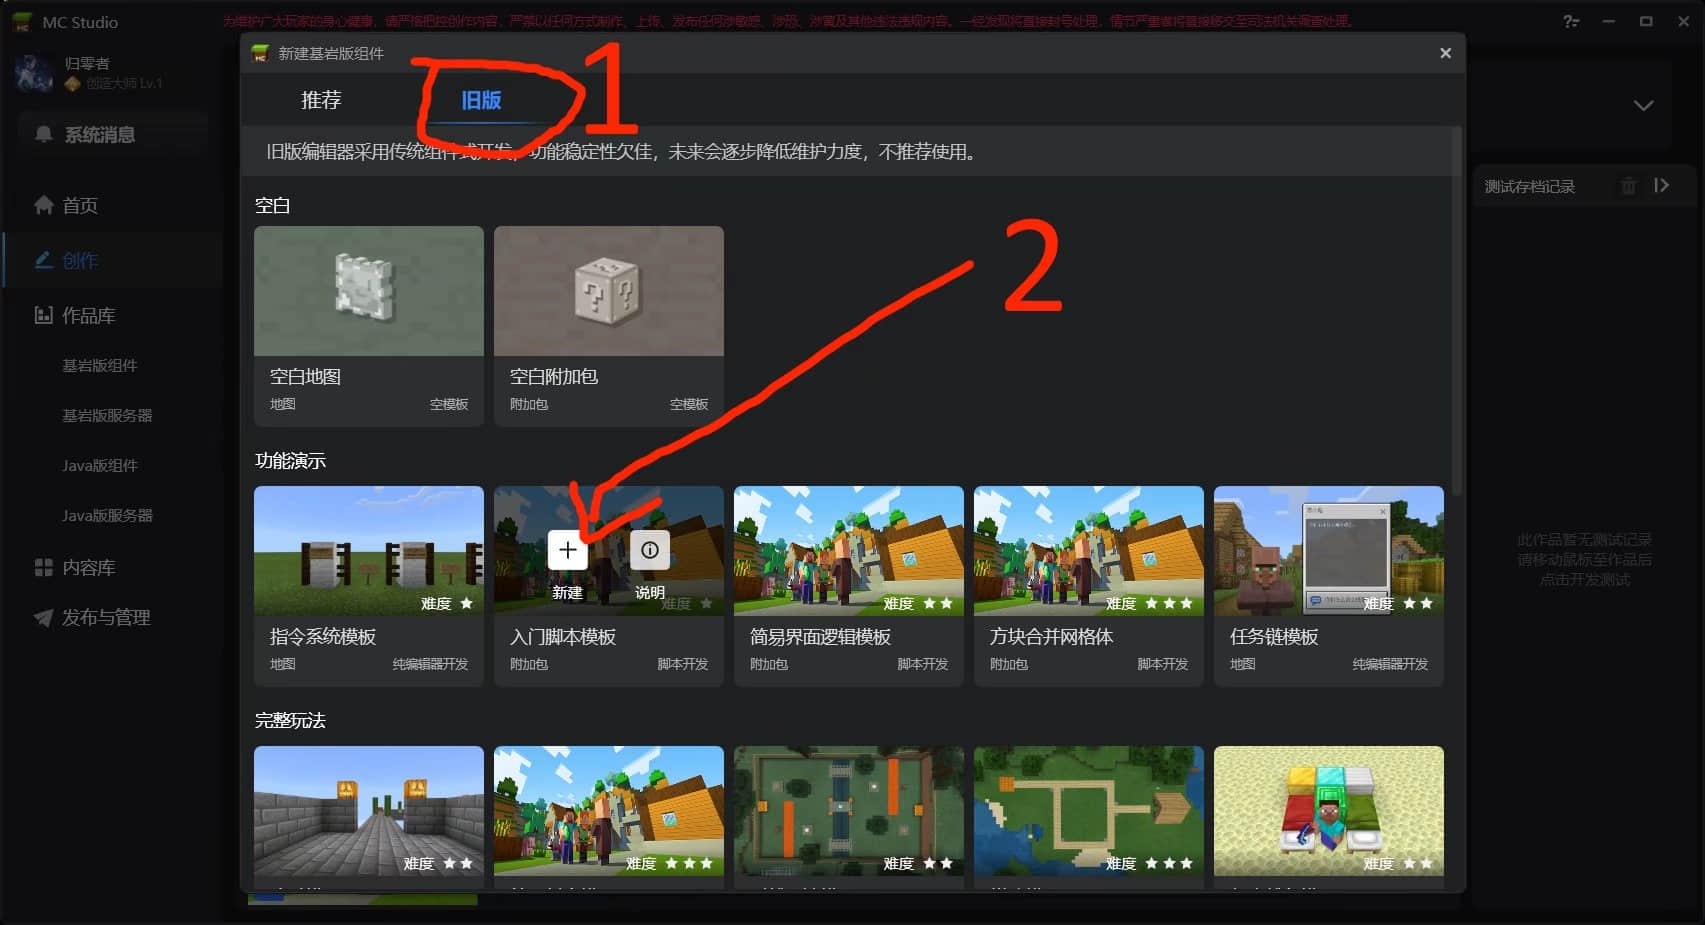 MC Studio
为维护广大玩家的身心健康，请严格把控创作内容，严禁以任何方式制作、上传、发布任何涉敏感、涉恐、涉黄及其他违法违规内容。一经发现将直接封号处理，情节严重者将直接移交至司法机关调查处理。
归零者
创造大师 Lv.1
系统消息
首页
创作
作品库
基岩版组件
基岩版服务器
Java版组件
Java版服务器
内容库
发布与管理
新建基岩版组件
推荐
旧版
1
旧版编辑器采用传统组件式开发，功能稳定性欠佳，未来会逐步降低维护力度，不推荐使用。
空白
2
空白地图
地图 空模板
空白附加包
附加包 空模板
功能演示
难度
指令系统模板
地图 纯编辑器开发
新建 说明
难度
入门脚本模板
附加包 脚本开发
难度
简易界面逻辑模板
附加包 脚本开发
难度
方块合并网格体
附加包 脚本开发
难度
任务链模板
地图 纯编辑器开发
完整玩法
难度
难度
难度
难度
难度
测试存档记录
此作品暂无测试记录
请移动鼠标至作品后
点击开发测试